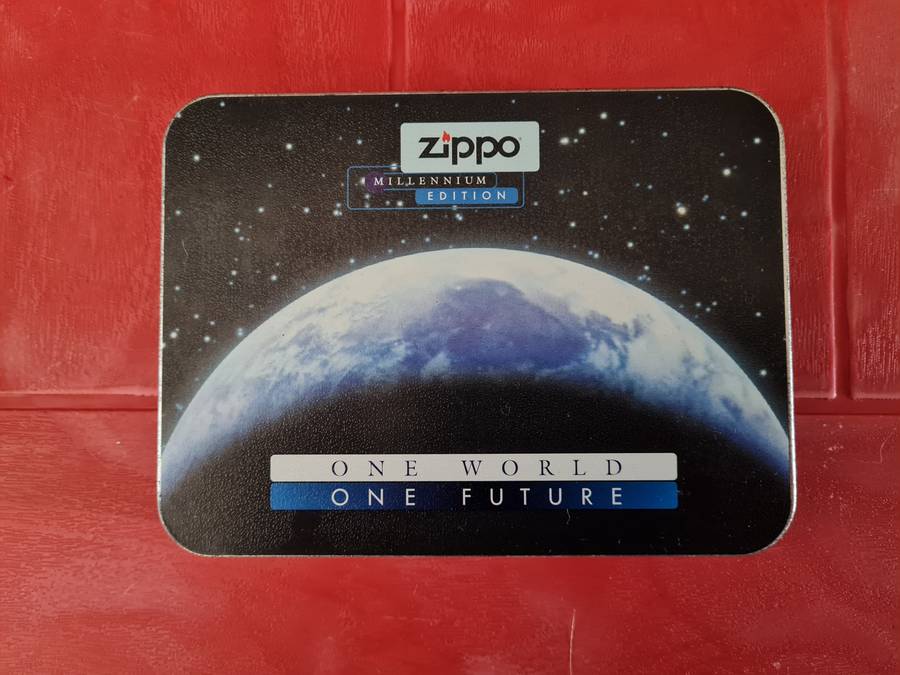 Zippo
MILLENNIUM
EDITION
ONE WORLD
ONE FUTURE